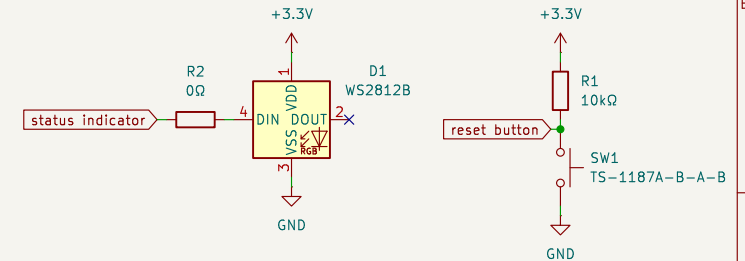 +3.3V
+3.3V
R2
0Ω
D1
WS2812B
1
VDD
status indicator
4
DIN
DOUT
2
VSS
RGB
3
GND
R1
10kΩ
reset button
SW1
TS-1187A-B-A-B
GND